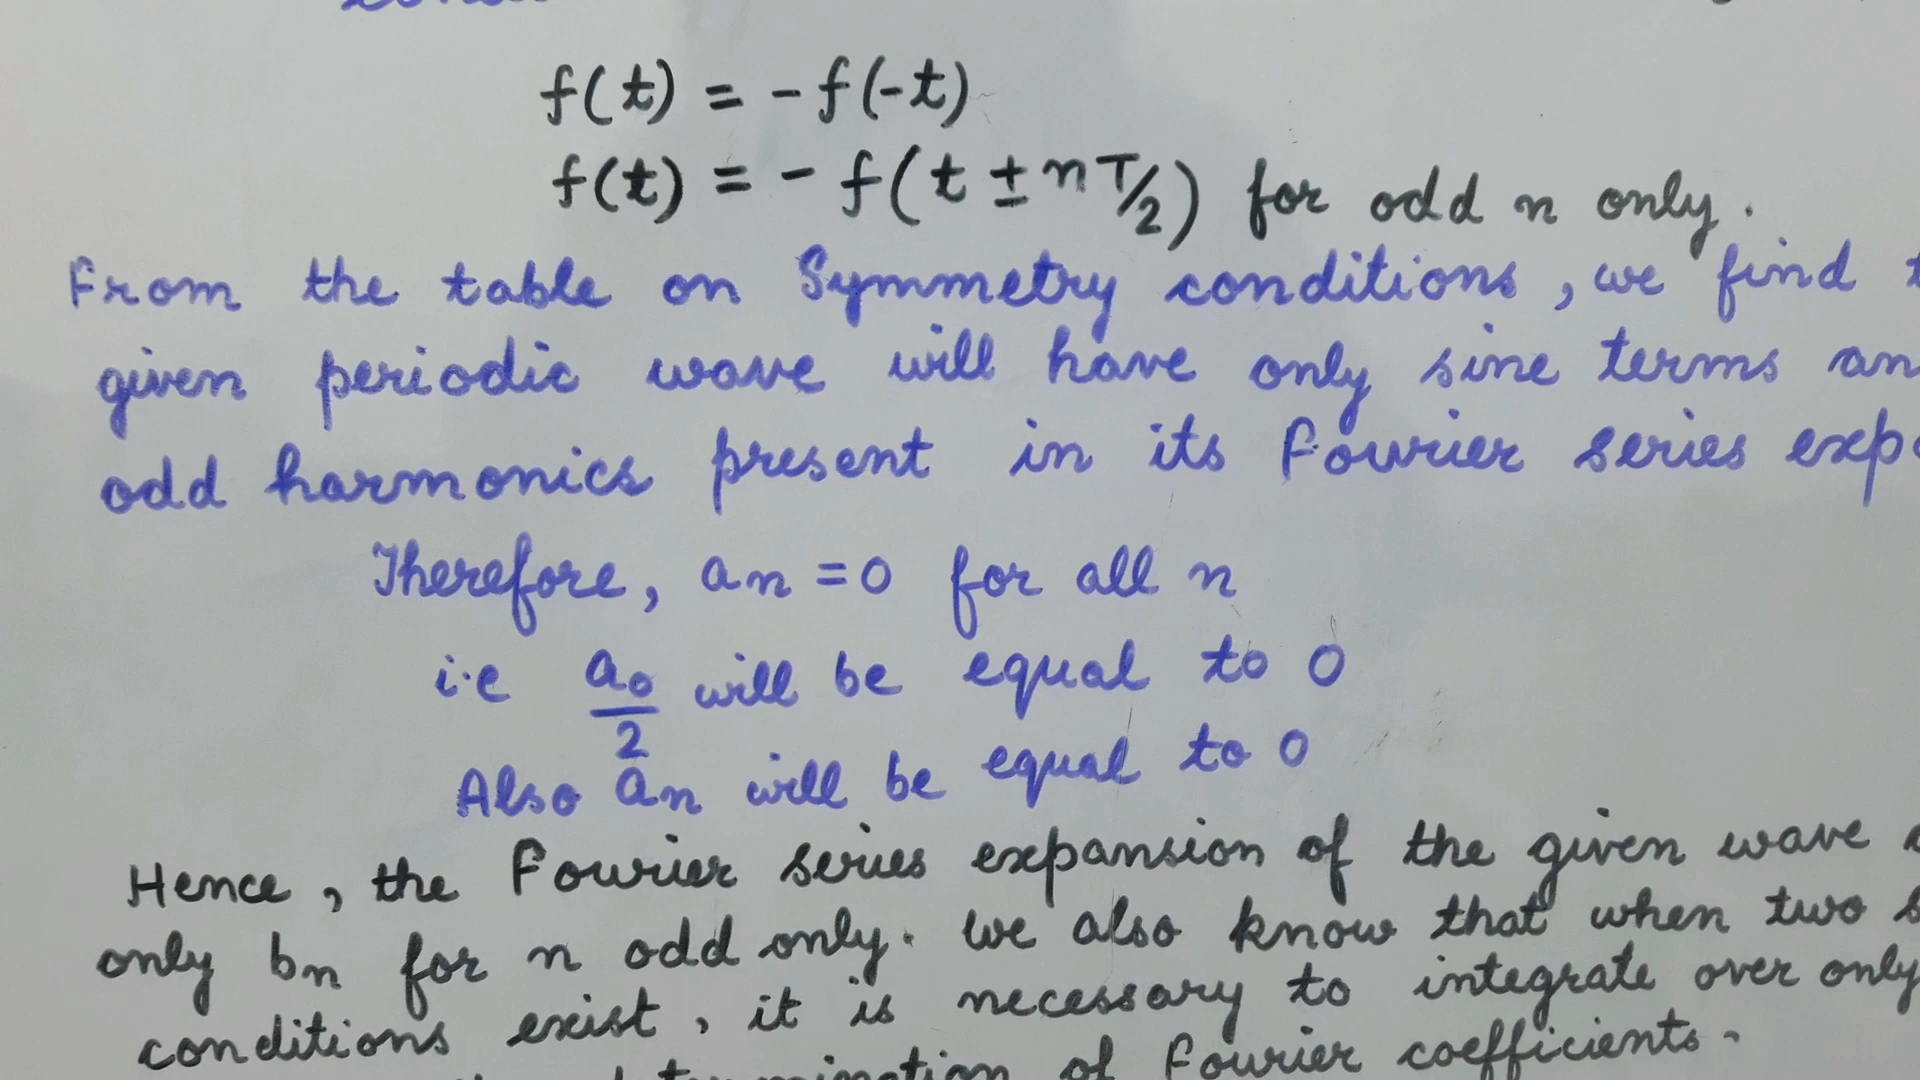 f(t) = -f(-t)
f(t) = - f(t ± nT/2) for odd n only.
From the table on Symmetry conditions, we find
given periodic wave will have only sine terms
odd harmonics present in its Fourier series
Therefore, an = 0 for all n
i.e a0/2 will be equal to 0
Also an will be equal to 0
Hence, the Fourier series expansion of the given wave
only bn for n odd only. We also know that when two
conditions exist, it is necessary to integrate over only
of Fourier coefficients.